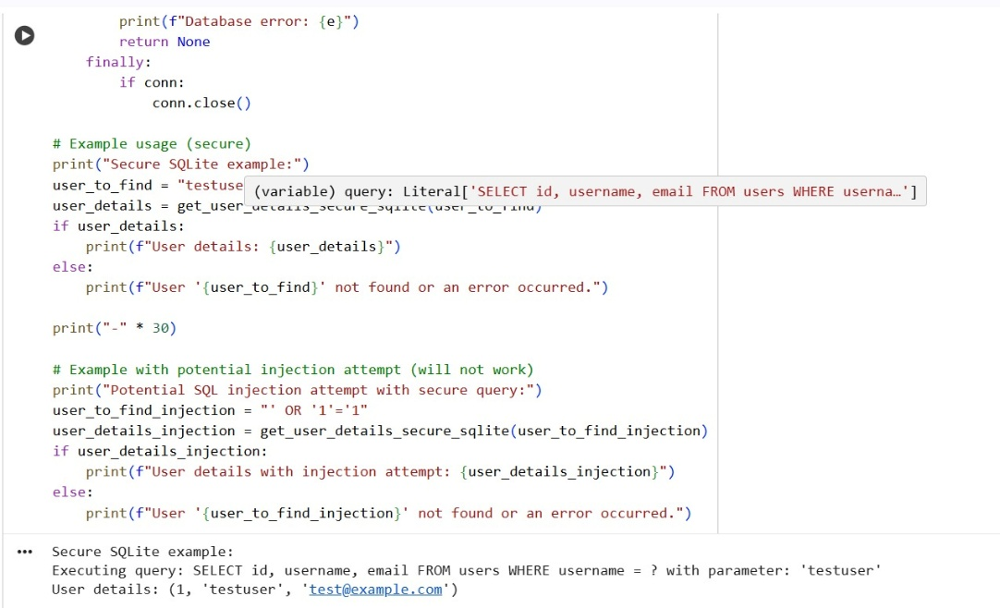 print(f"Database error: {e}")
        return None
    finally:
        if conn:
            conn.close()

# Example usage (secure)
print("Secure SQLite example:")
user_to_find = "testuse
(variable) query: Literal['SELECT id, username, email FROM users WHERE userna…']
user_details = get_user_details_secure_sqlite(user_to_find)
if user_details:
    print(f"User details: {user_details}")
else:
    print(f"User '{user_to_find}' not found or an error occurred.")

print("-" * 30)

# Example with potential injection attempt (will not work)
print("Potential SQL injection attempt with secure query:")
user_to_find_injection = "' OR '1'='1"
user_details_injection = get_user_details_secure_sqlite(user_to_find_injection)
if user_details_injection:
    print(f"User details with injection attempt: {user_details_injection}")
else:
    print(f"User '{user_to_find_injection}' not found or an error occurred.")

Secure SQLite example:
Executing query: SELECT id, username, email FROM users WHERE username = ? with parameter: 'testuser'
User details: (1, 'testuser', 'test@example.com')